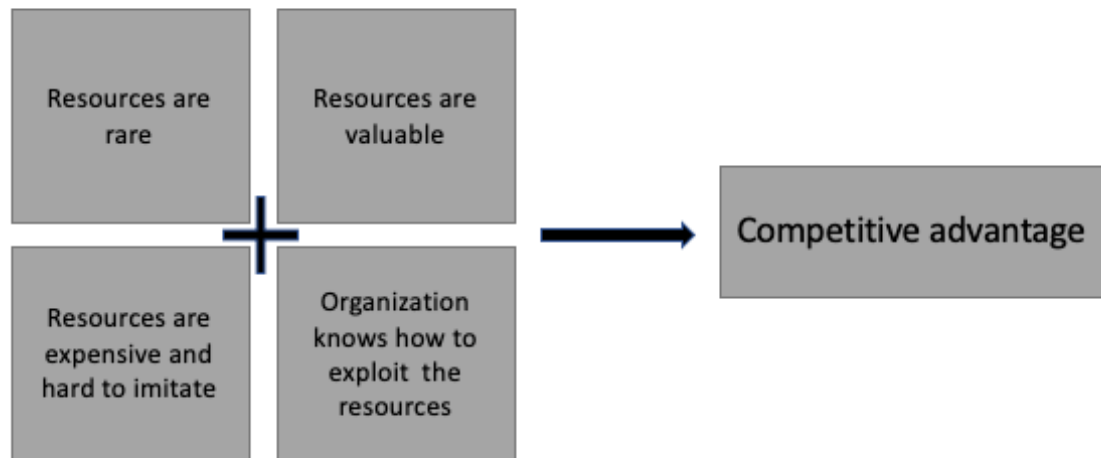 Resources are
rare
Resources are
valuable
Resources are
expensive and
hard to imitate
Organization
knows how to
exploit the
resources
Competitive advantage